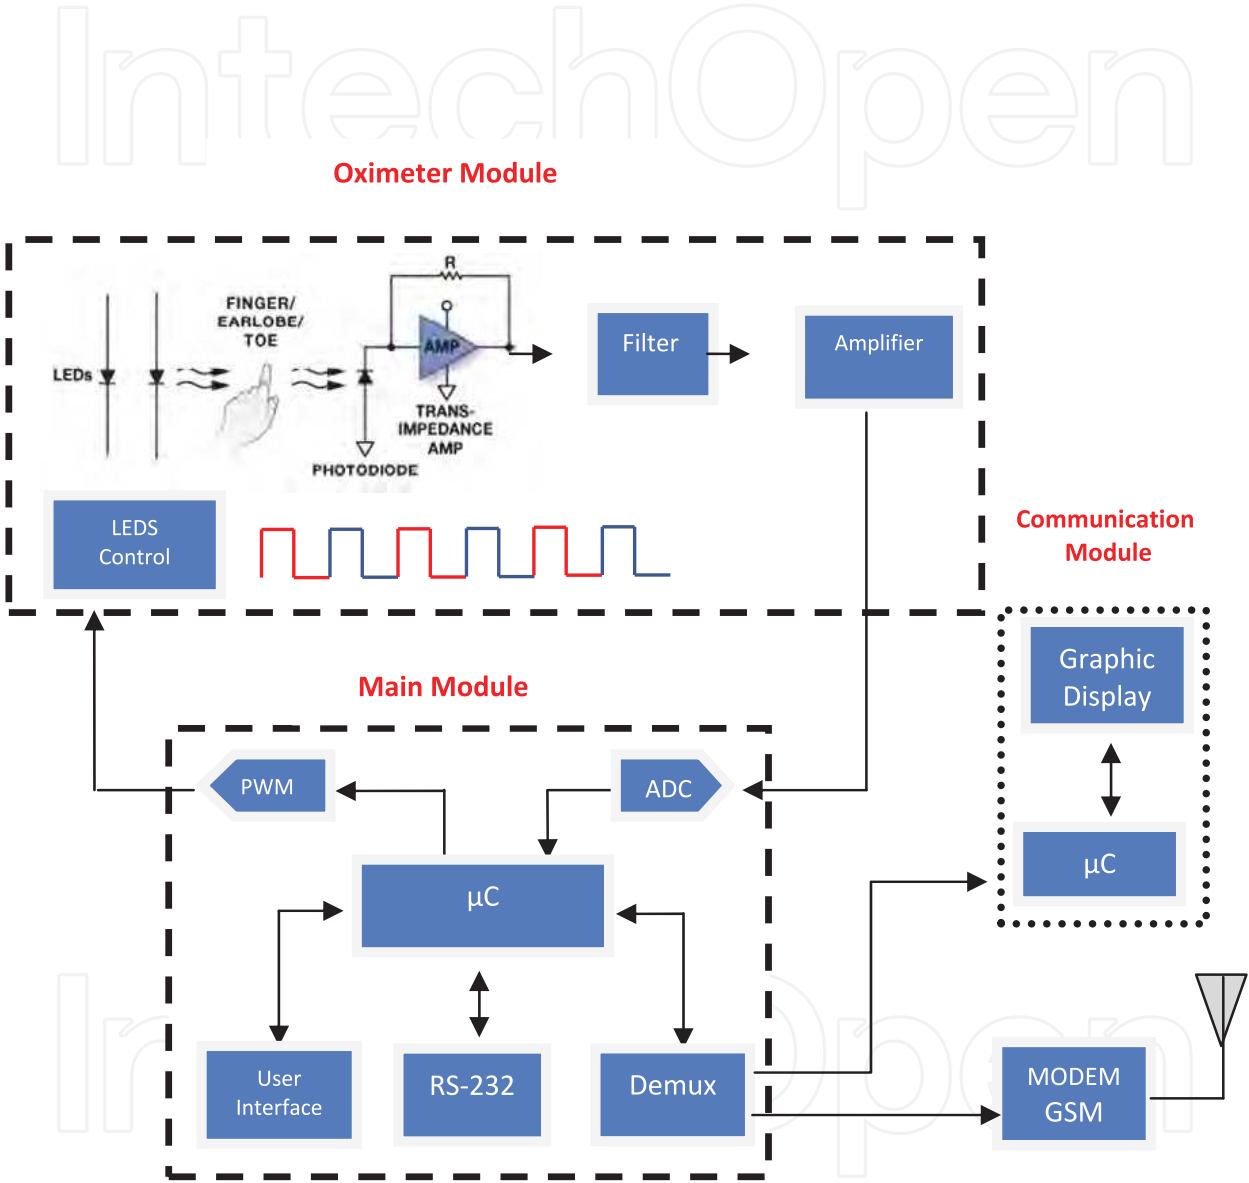 IntechOpen
Oximeter Module
R
FINGER/
EARLOBE/
TOE
AMP
LEDs
TRANS-
IMPEDANCE
AMP
PHOTODIODE
Filter
Amplifier
LEDS
Control
Communication
Module
Graphic
Display
μC
Main Module
PWM
ADC
μC
User
Interface
RS-232
Demux
MODEM
GSM
IntechOpen